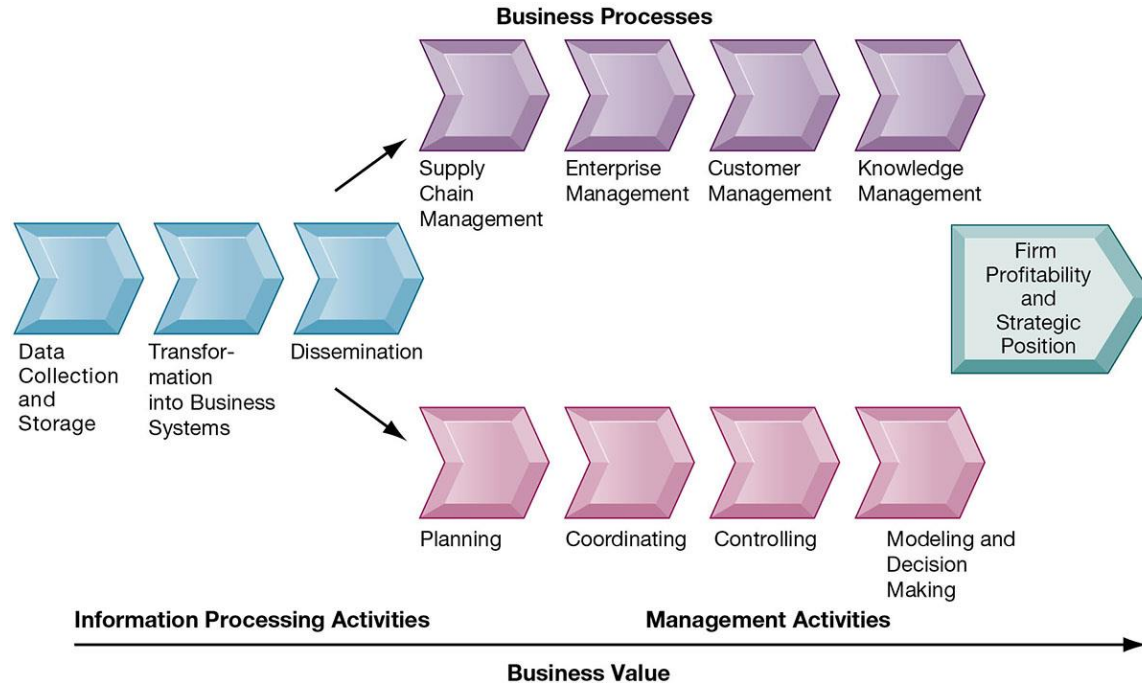 Business Processes
Supply
Chain
Management
Enterprise
Management
Customer
Management
Knowledge
Management
Data
Collection
and
Storage
Transfor-
mation
into Business
Systems
Dissemination
Firm
Profitability
and
Strategic
Position
Planning
Coordinating
Controlling
Modeling and
Decision
Making
Information Processing Activities
Management Activities
Business Value